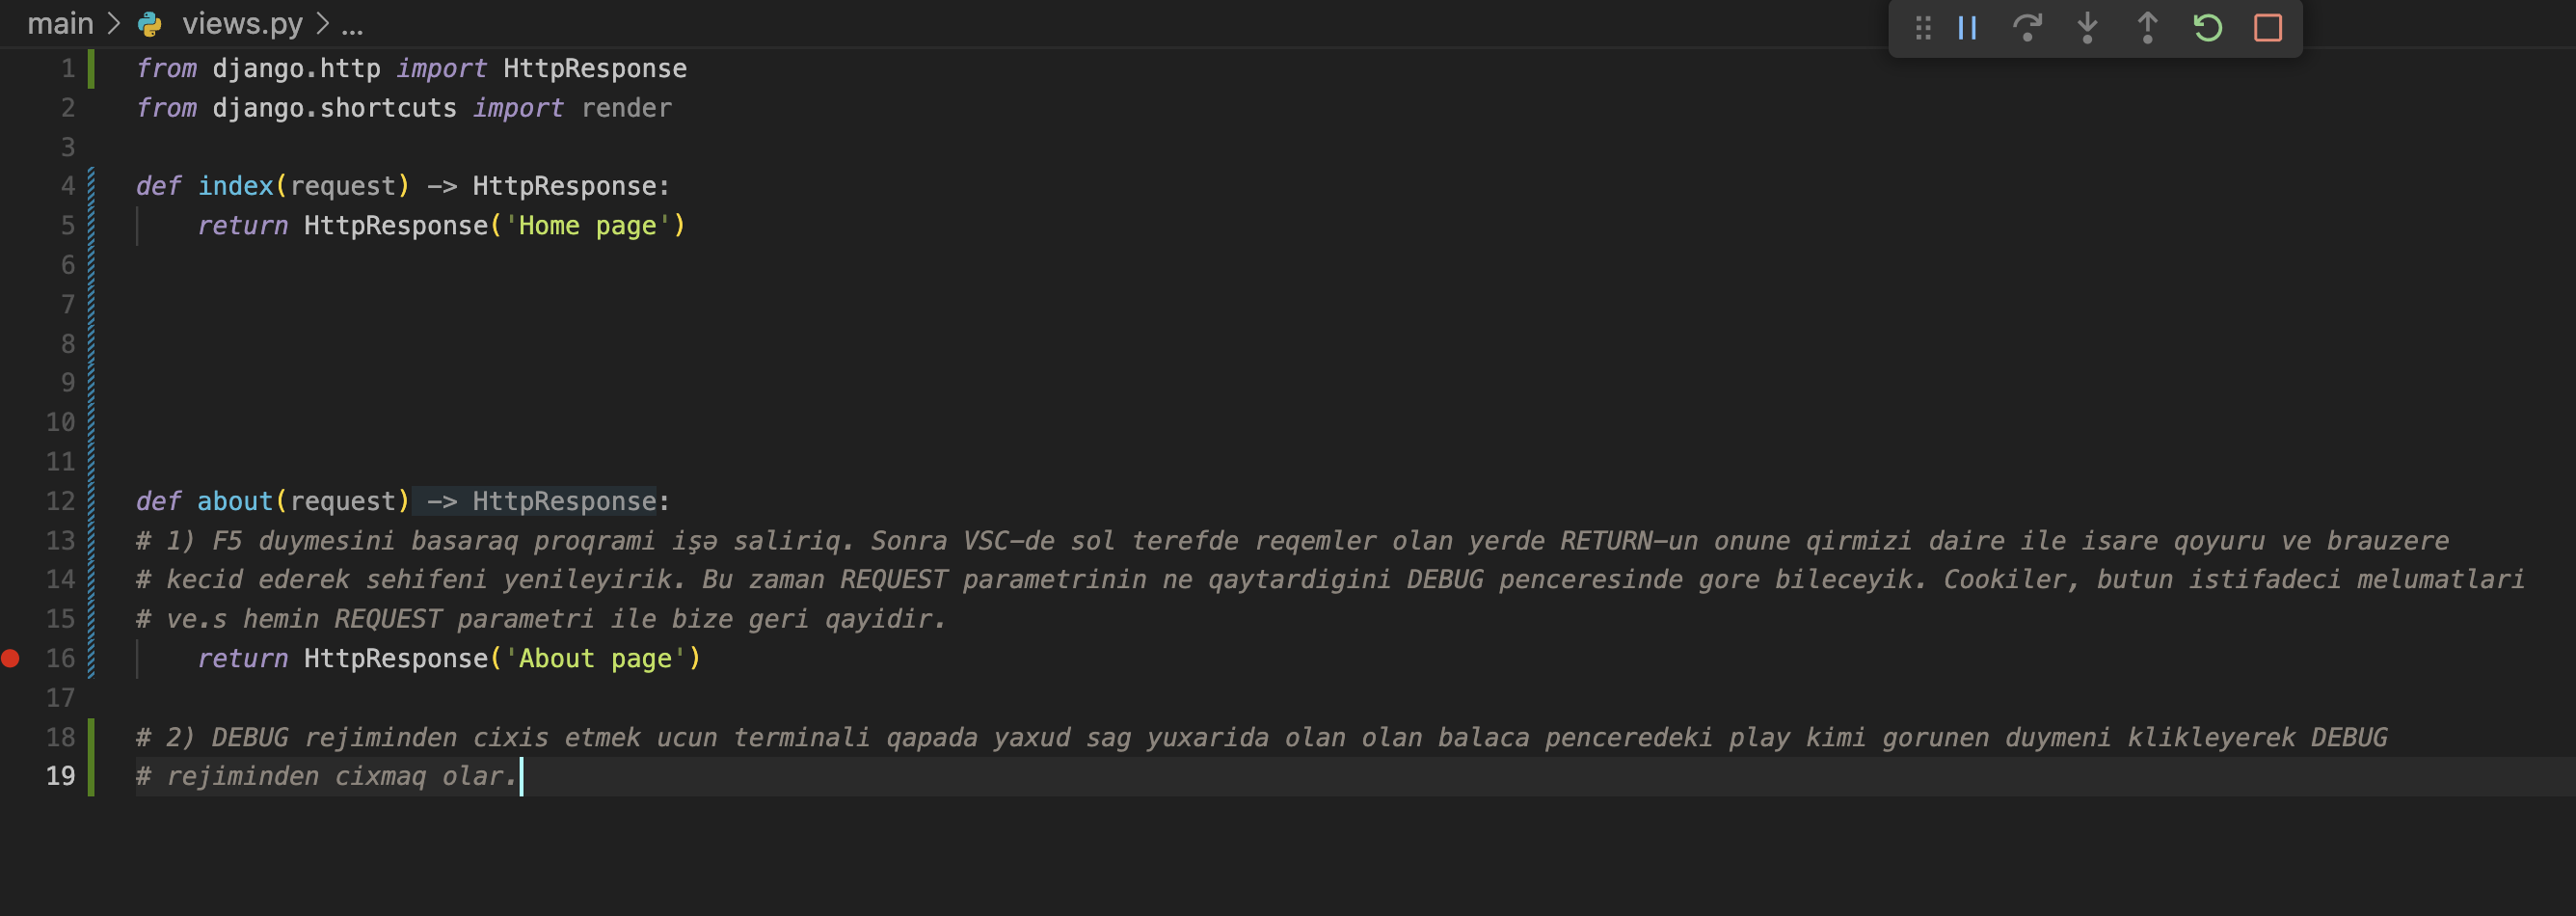 main > views.py > ...
1 from django.http import HttpResponse
2 from django.shortcuts import render
3
4 def index(request) -> HttpResponse:
5     return HttpResponse('Home page')
6
7
8
9
10
11
12 def about(request) -> HttpResponse:
13 # 1) F5 duymesini basaraq proqrami işə saliriq. Sonra VSC-de sol terefde reqemler olan yerde RETURN-un onune qirmizi daire ile isare qoyuru ve brauzere
14 # kecid ederek sehifeni yenileyirik. Bu zaman REQUEST parametrinin ne qaytardigini DEBUG penceresinde gore bileceyik. Cookiler, butun istifadeci melumatlari
15 # ve.s hemin REQUEST parametri ile bize geri qayidir.
16     return HttpResponse('About page')
17
18 # 2) DEBUG rejiminden cixis etmek ucun terminali qapada yaxud sag yuxarida olan olan balaca penceredeki play kimi gorunen duymeni klikleyerek DEBUG
19 # rejiminden cixmaq olar.